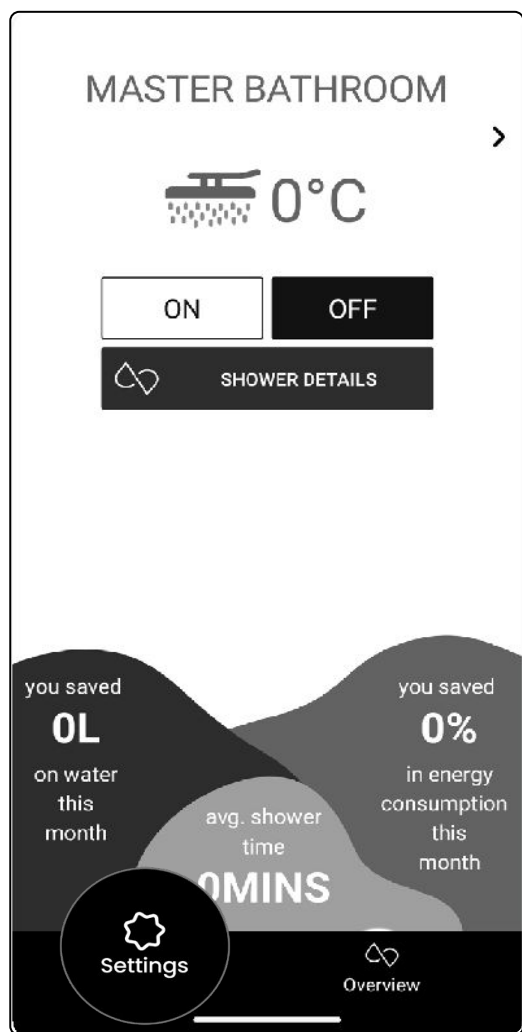 MASTER BATHROOM
0°C
ON
OFF
SHOWER DETAILS
you saved
0L
on water
this
month
you saved
0%
in energy
consumption
this
month
avg. shower
time
0MINS
Settings
Overview